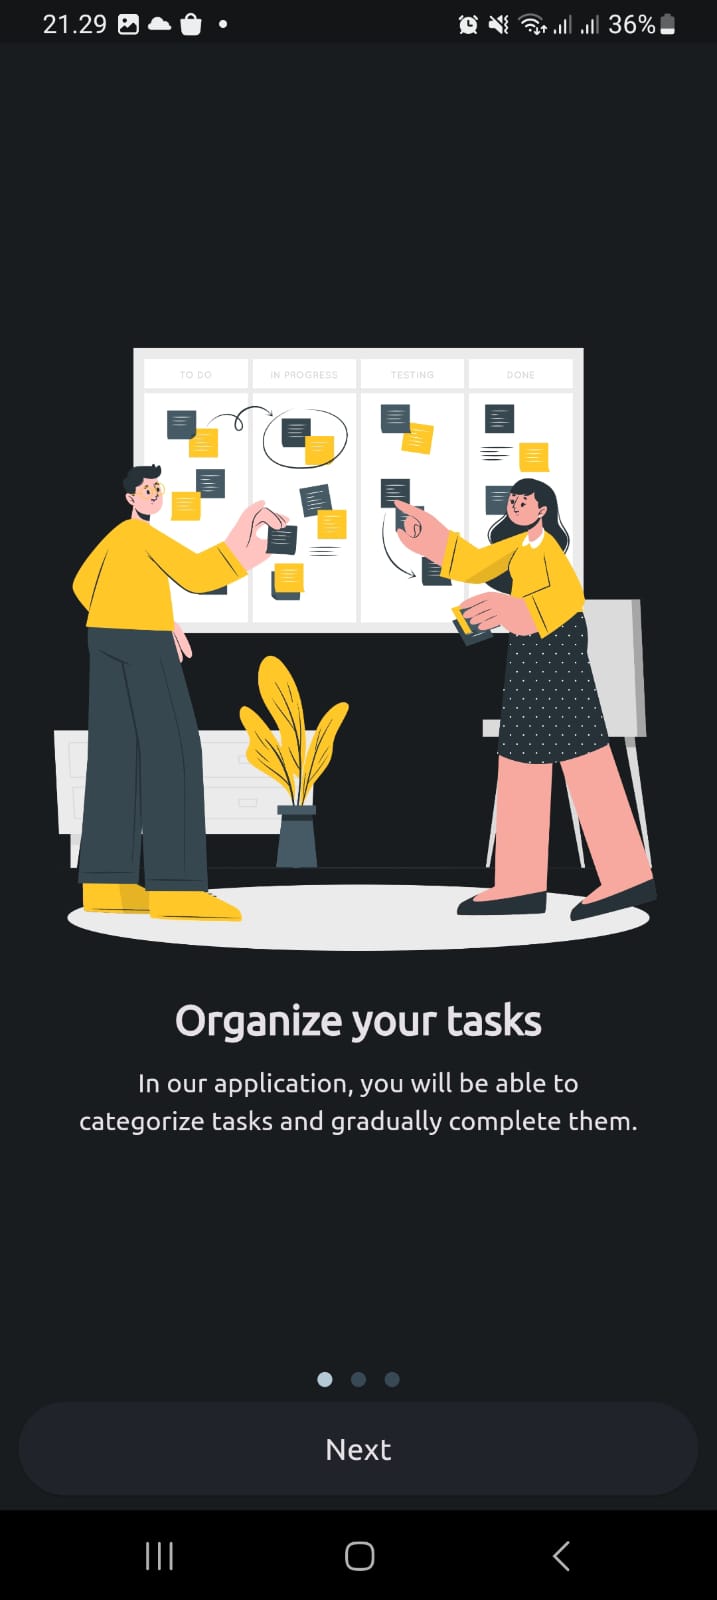 21.29 36%
TO DO IN PROGRESS TESTING DONE
Organize your tasks
In our application, you will be able to
categorize tasks and gradually complete them.
Next